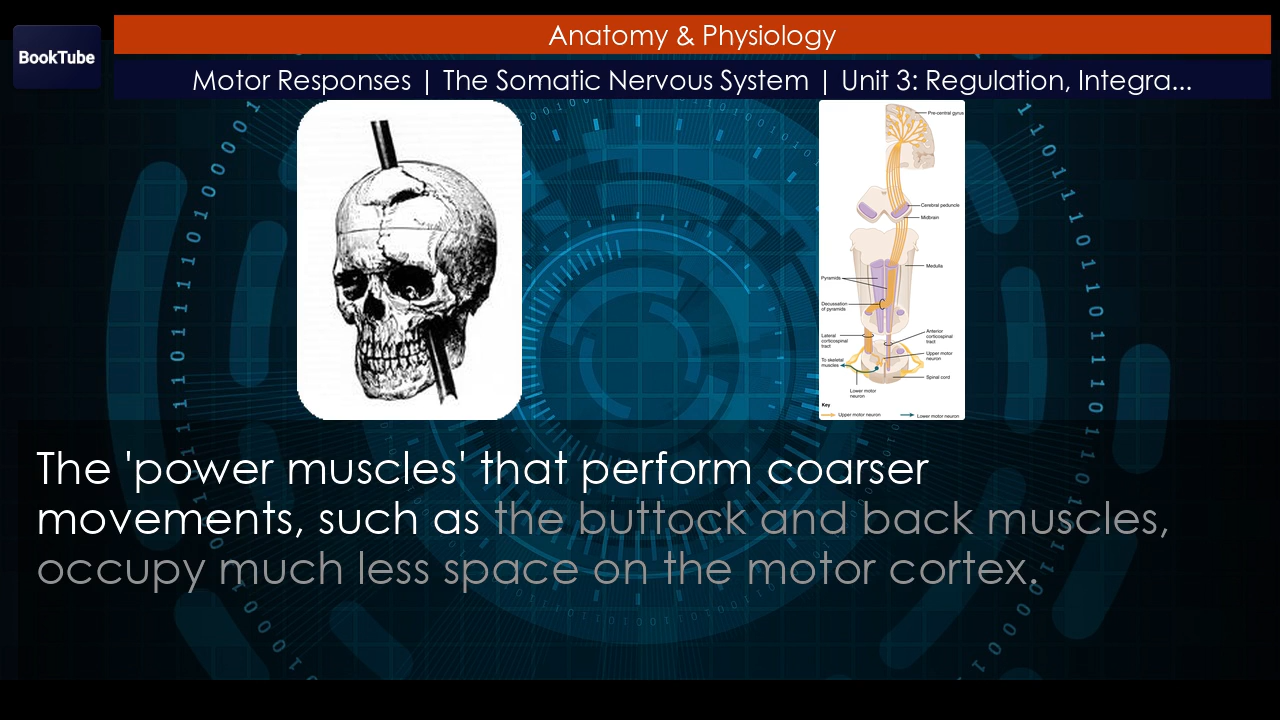 BookTube
Anatomy & Physiology
Motor Responses | The Somatic Nervous System | Unit 3: Regulation, Integra...
Pre-central gyrus
Cerebral peduncle
Midbrain
Medulla
Pyramids
Decussation
of pyramids
Lateral
corticospinal
tract
Anterior
corticospinal
tract
Upper motor
neuron
To skeletal
muscles
Spinal cord
Lower motor
neuron
Key
Upper motor neuron
Lower motor neuron
The 'power muscles' that perform coarser
movements, such as the buttock and back muscles,
occupy much less space on the motor cortex.